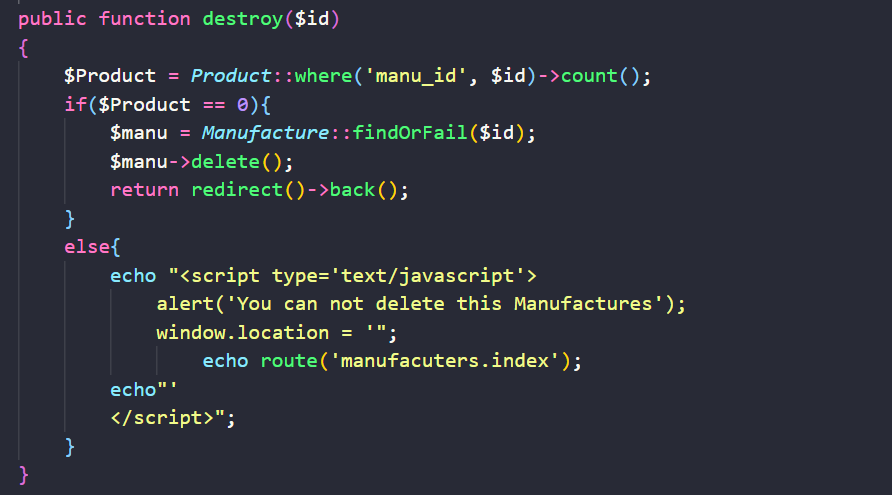 public function destroy($id)
{
    $Product = Product::where('manu_id', $id)->count();
    if($Product == 0){
        $manu = Manufacture::findOrFail($id);
        $manu->delete();
        return redirect()->back();
    }
    else{
        echo "<script type='text/javascript'>
            alert('You can not delete this Manufactures');
            window.location = '";
                echo route('manufacuters.index');
        echo"'
        </script>";
    }
}